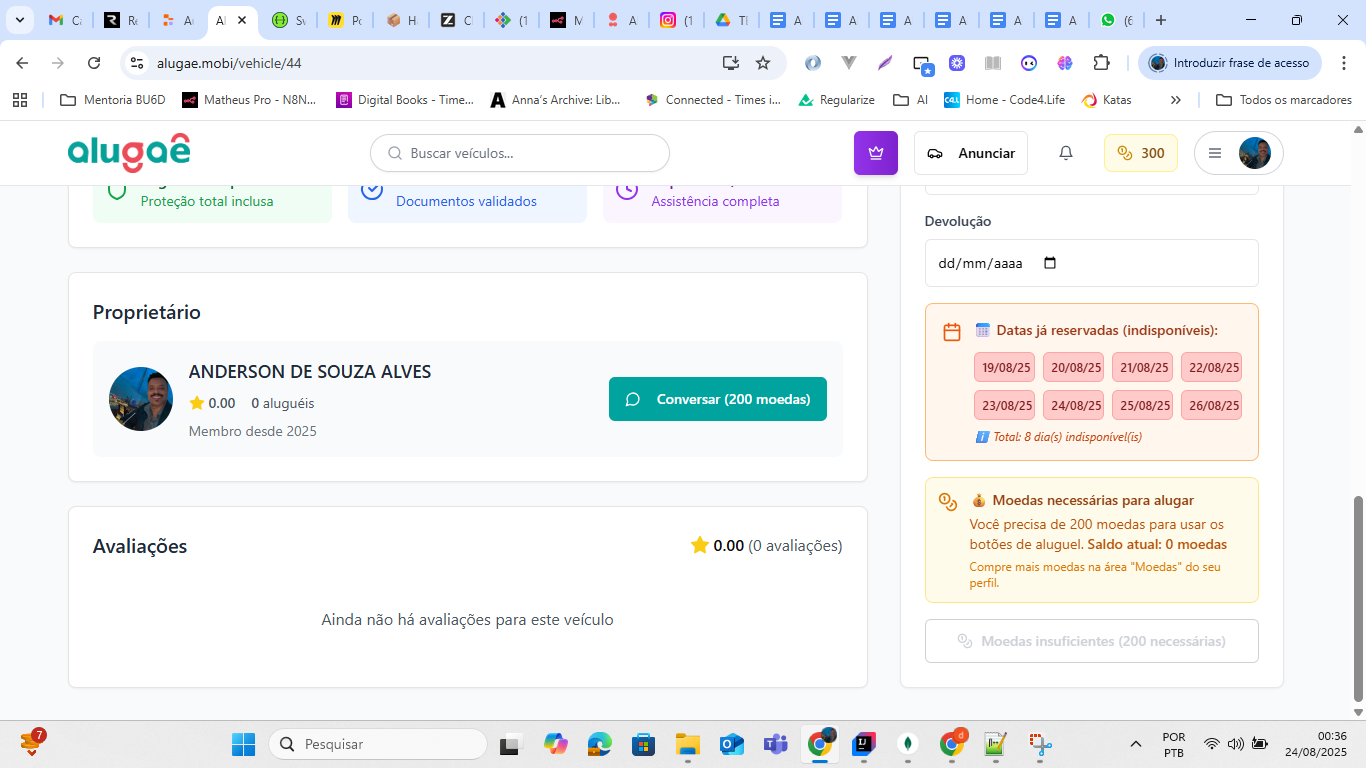 Ca
Re
Ac
Al
Sv
Po
Ha
Cl
(1
M
A
(1
Th
A
A
A
A
A
A
(6
alugae.mobi/vehicle/44
Introduzir frase de acesso
Mentoria BU6D
Matheus Pro - N8N...
Digital Books - Time...
Anna's Archive: Lib...
Connected - Times i...
Regularize
AI
Home - Code4.Life
Katas
Todos os marcadores
alugaê
Buscar veículos...
Anunciar
300
Proteção total inclusa
Documentos validados
Assistência completa
Proprietário
ANDERSON DE SOUZA ALVES
0.00 0 aluguéis
Membro desde 2025
Conversar (200 moedas)
Avaliações
0.00 (0 avaliações)
Ainda não há avaliações para este veículo
Devolução
dd/mm/aaaa
Datas já reservadas (indisponíveis):
19/08/25 20/08/25 21/08/25 22/08/25
23/08/25 24/08/25 25/08/25 26/08/25
Total: 8 dia(s) indisponível(is)
Moedas necessárias para alugar
Você precisa de 200 moedas para usar os
botões de aluguel. Saldo atual: 0 moedas
Compre mais moedas na área "Moedas" do seu
perfil.
Moedas insuficientes (200 necessárias)
7
Pesquisar
POR
PTB
00:36
24/08/2025